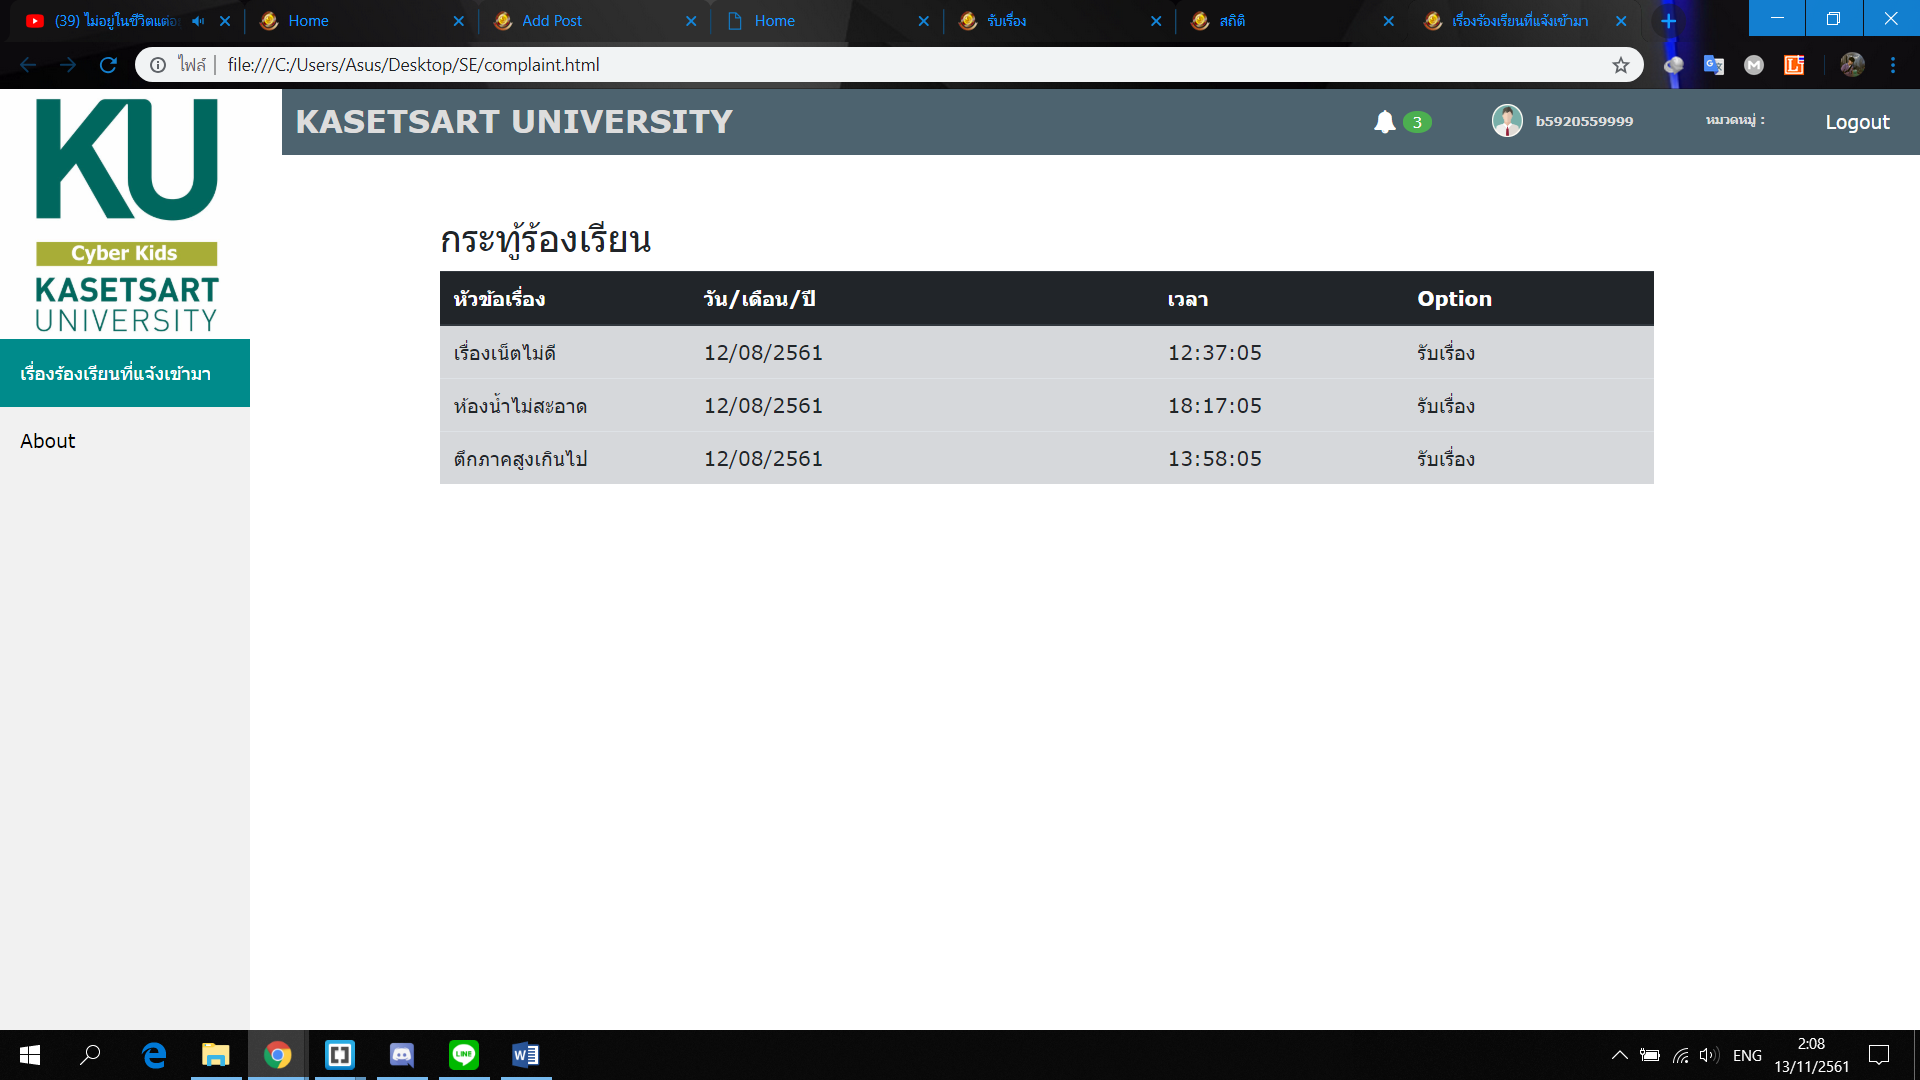 (39) ไม่อยู่ในชีวิตแต่อ
Home
Add Post
Home
รับเรื่อง
สถิติ
เรื่องร้องเรียนที่แจ้งเข้ามา
ไฟล์ file:///C:/Users/Asus/Desktop/SE/complaint.html
KU
Cyber Kids
KASETSART
UNIVERSITY
KASETSART UNIVERSITY
3
b5920559999
หมวดหมู่ :
Logout
เรื่องร้องเรียนที่แจ้งเข้ามา
About
กระทู้ร้องเรียน
หัวข้อเรื่อง วัน/เดือน/ปี เวลา Option
เรื่องเน็ตไม่ดี 12/08/2561 12:37:05 รับเรื่อง
ห้องน้ำไม่สะอาด 12/08/2561 18:17:05 รับเรื่อง
ตึกภาคสูงเกินไป 12/08/2561 13:58:05 รับเรื่อง
ENG
2:08
13/11/2561